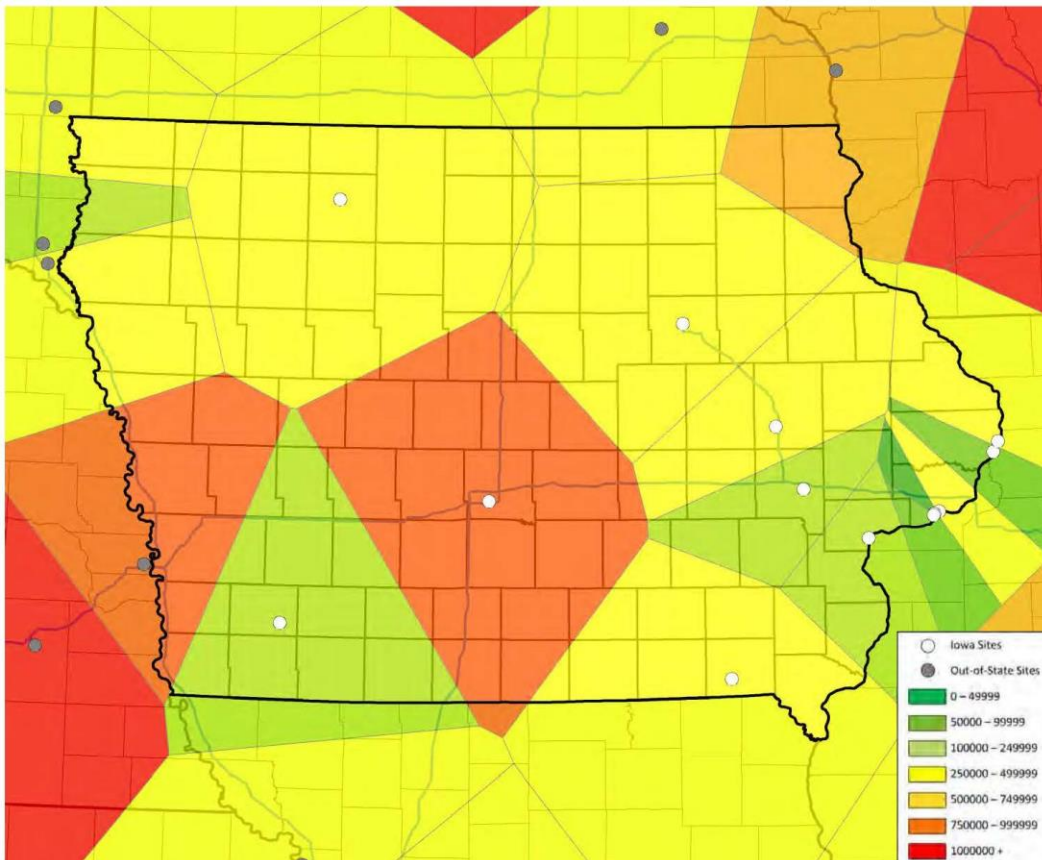 Iowa Sites
Out-of-State Sites
0 – 49999
50000 – 99999
100000 – 249999
250000 – 499999
500000 – 749999
750000 – 999999
1000000 +